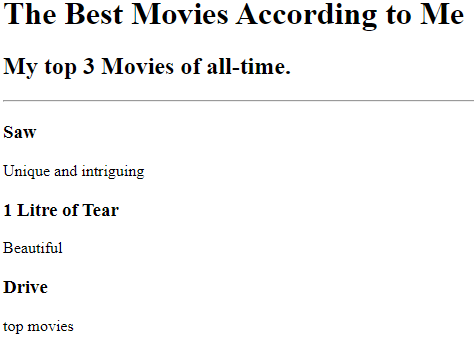 The Best Movies According to Me
My top 3 Movies of all-time.
Saw
Unique and intriguing
1 Litre of Tear
Beautiful
Drive
top movies